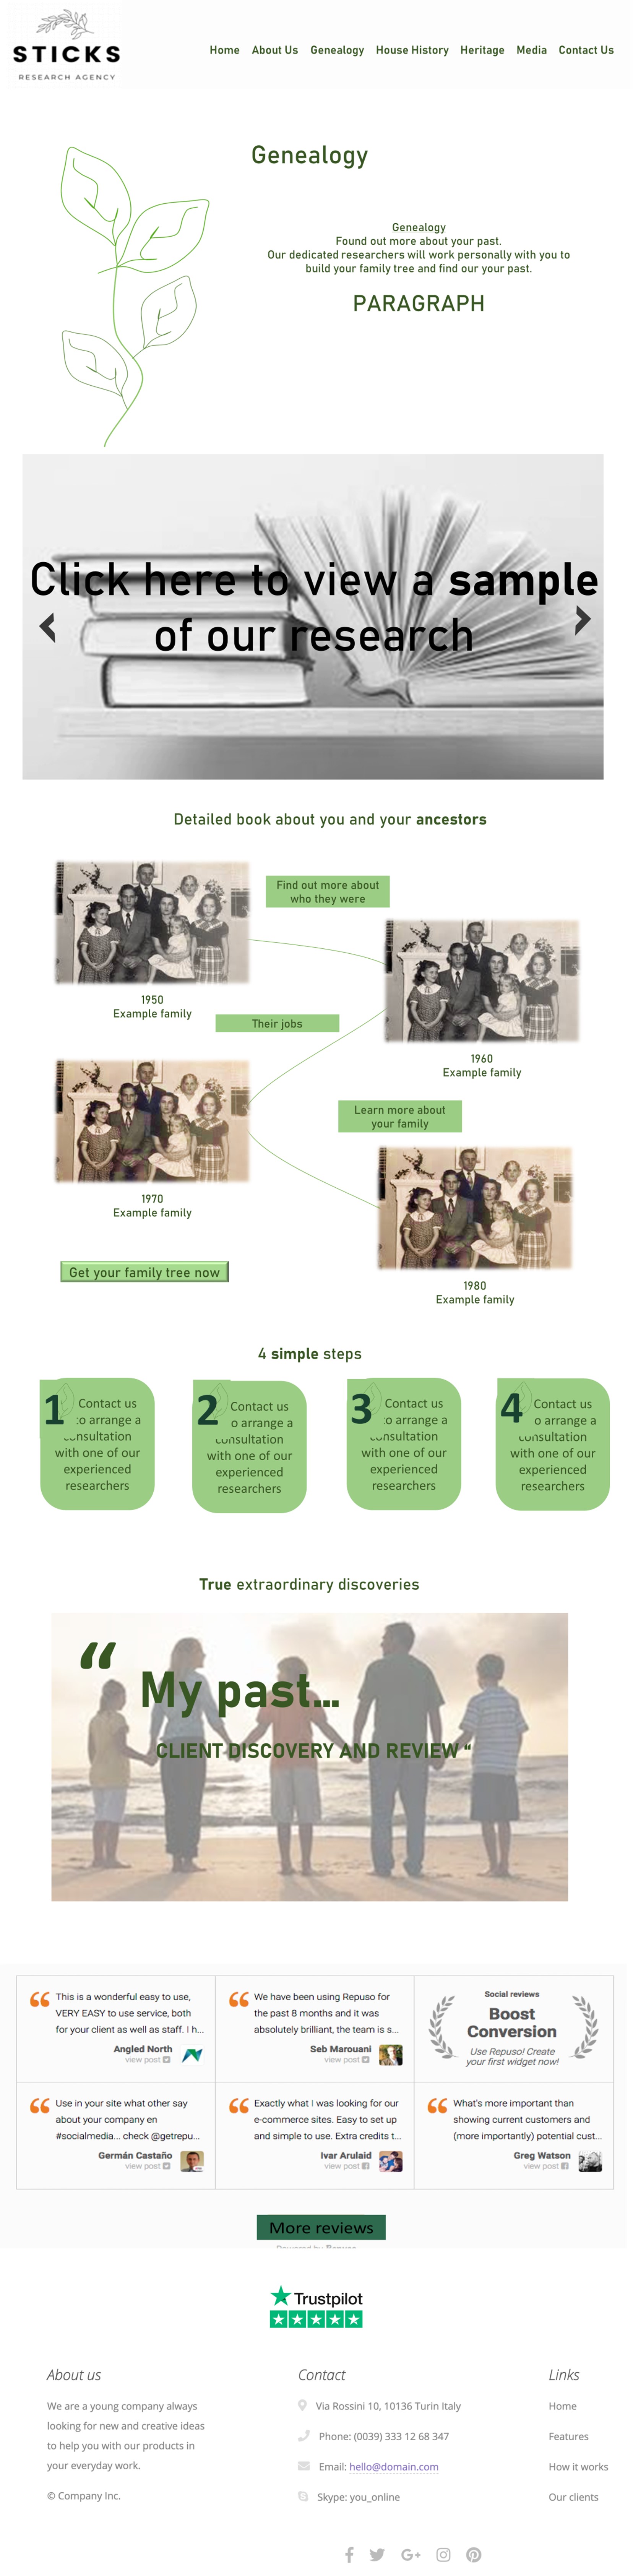 STICKS
RESEARCH AGENCY
Home About Us Genealogy House History Heritage Media Contact Us
Genealogy
Genealogy
Found out more about your past.
Our dedicated researchers will work personally with you to
build your family tree and find our your past.
PARAGRAPH
Click here to view a sample
of our research
Detailed book about you and your ancestors
Find out more about
who they were
1950
Example family
Their jobs
1960
Example family
Learn more about
your family
1970
Example family
Get your family tree now
1980
Example family
4 simple steps
1 Contact us
to arrange a
consultation
with one of our
experienced
researchers
2 Contact us
o arrange a
consultation
with one of our
experienced
researchers
3 Contact us
to arrange a
consultation
with one of our
experienced
researchers
4 Contact us
o arrange a
consultation
with one of our
experienced
researchers
True extraordinary discoveries
“ My past...
CLIENT DISCOVERY AND REVIEW “
“ This is a wonderful easy to use,
VERY EASY to use service, both
for your client as well as staff. I h...
Angled North
view post
“ We have been using Repuso for
the past 8 months and it was
absolutely brilliant, the team is s...
Seb Marouani
view post
Social reviews
Boost
Conversion
Use Repuso! Create
your first widget now!
“ Use in your site what other say
about your company en
#socialmedia... check @getrepu...
Germán Castaño
view post
“ Exactly what I was looking for our
e-commerce sites. Easy to set up
and simple to use. Extra credits t...
Ivar Arulaid
view post
“ What's more important than
showing current customers and
(more importantly) potential cust...
Greg Watson
view post
More reviews
Powered by Repuso
Trustpilot
About us
We are a young company always
looking for new and creative ideas
to help you with our products in
your everyday work.
© Company Inc.
Contact
Via Rossini 10, 10136 Turin Italy
Phone: (0039) 333 12 68 347
Email: hello@domain.com
Skype: you_online
Links
Home
Features
How it works
Our clients